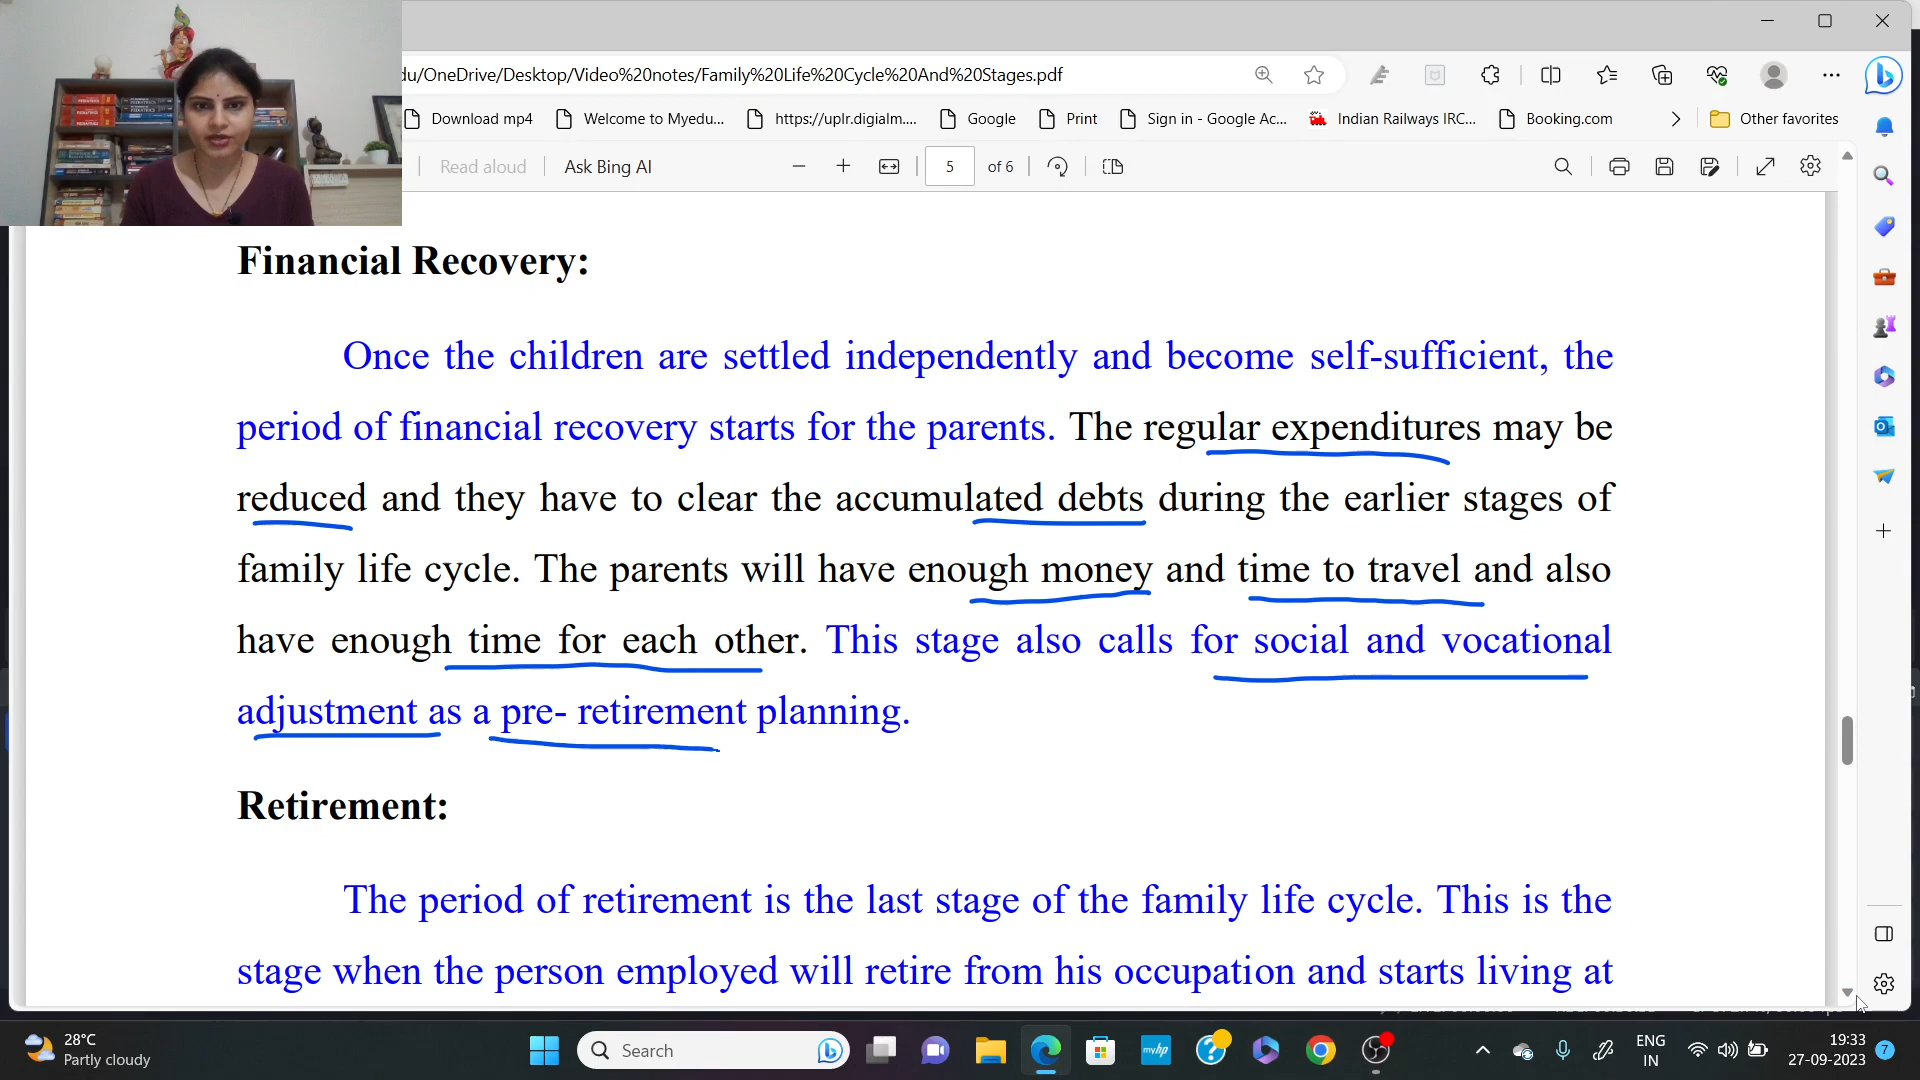 du/OneDrive/Desktop/Video%20notes/Family%20Life%20Cycle%20And%20Stages.pdf
Download mp4 Welcome to Myedu... https://uplr.digialm.... Google Print Sign in - Google Ac... Indian Railways IRC... Booking.com Other favorites
Read aloud Ask Bing AI 5 of 6
Financial Recovery:
Once the children are settled independently and become self-sufficient, the
period of financial recovery starts for the parents. The regular expenditures may be
reduced and they have to clear the accumulated debts during the earlier stages of
family life cycle. The parents will have enough money and time to travel and also
have enough time for each other. This stage also calls for social and vocational
adjustment as a pre- retirement planning.
Retirement:
The period of retirement is the last stage of the family life cycle. This is the
stage when the person employed will retire from his occupation and starts living at
28°C
Partly cloudy
Search
myhp
ENG
IN
19:33
27-09-2023
7